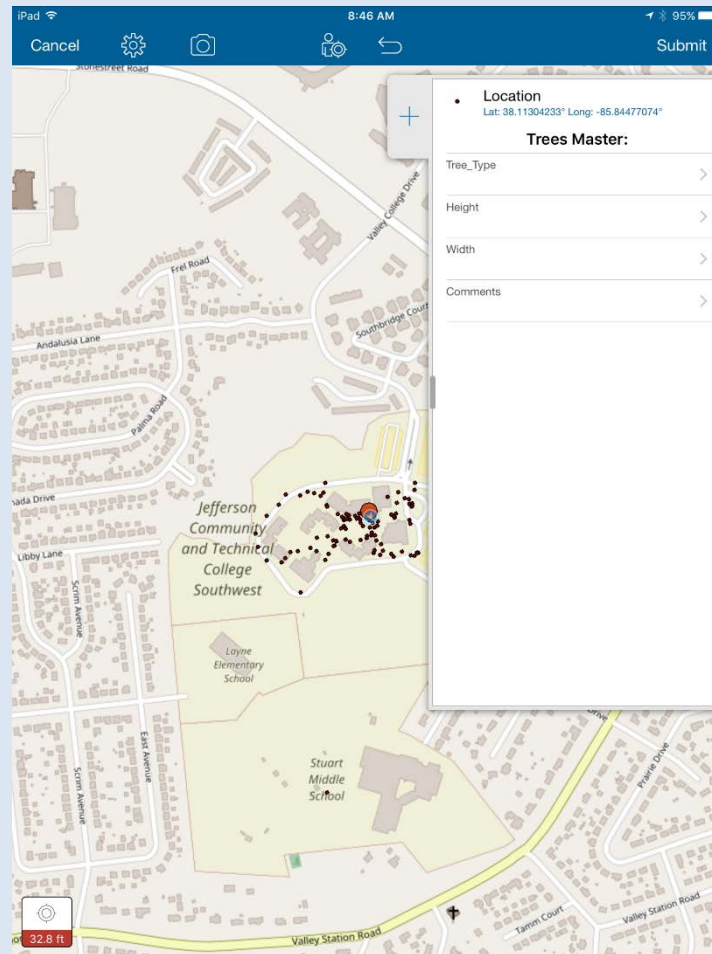 iPad
8:46 AM
95%
Cancel
Submit
Stonestreet Road
Location
Lat: 38.11304233° Long: -85.84477074°
Trees Master:
Tree_Type
Height
Width
Comments
Valley College Drive
Frel Road
Southbridge Court
Andalusia Lane
Palma Road
Drive
Jefferson
Community
and Technical
College
Southwest
Libby Lane
Scrim Avenue
Layne
Elementary
School
East Avenue
Scrim Avenue
Stuart
Middle
School
Prairie Drive
Tamm Court
Valley Station Road
Valley Station Road
32.8 ft